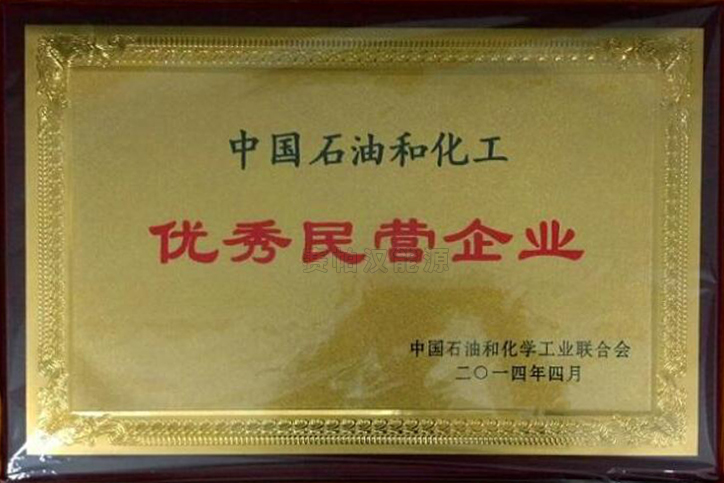 中国石油和化工
优秀民营企业
中国石油和化学工业联合会
二〇一四年四月